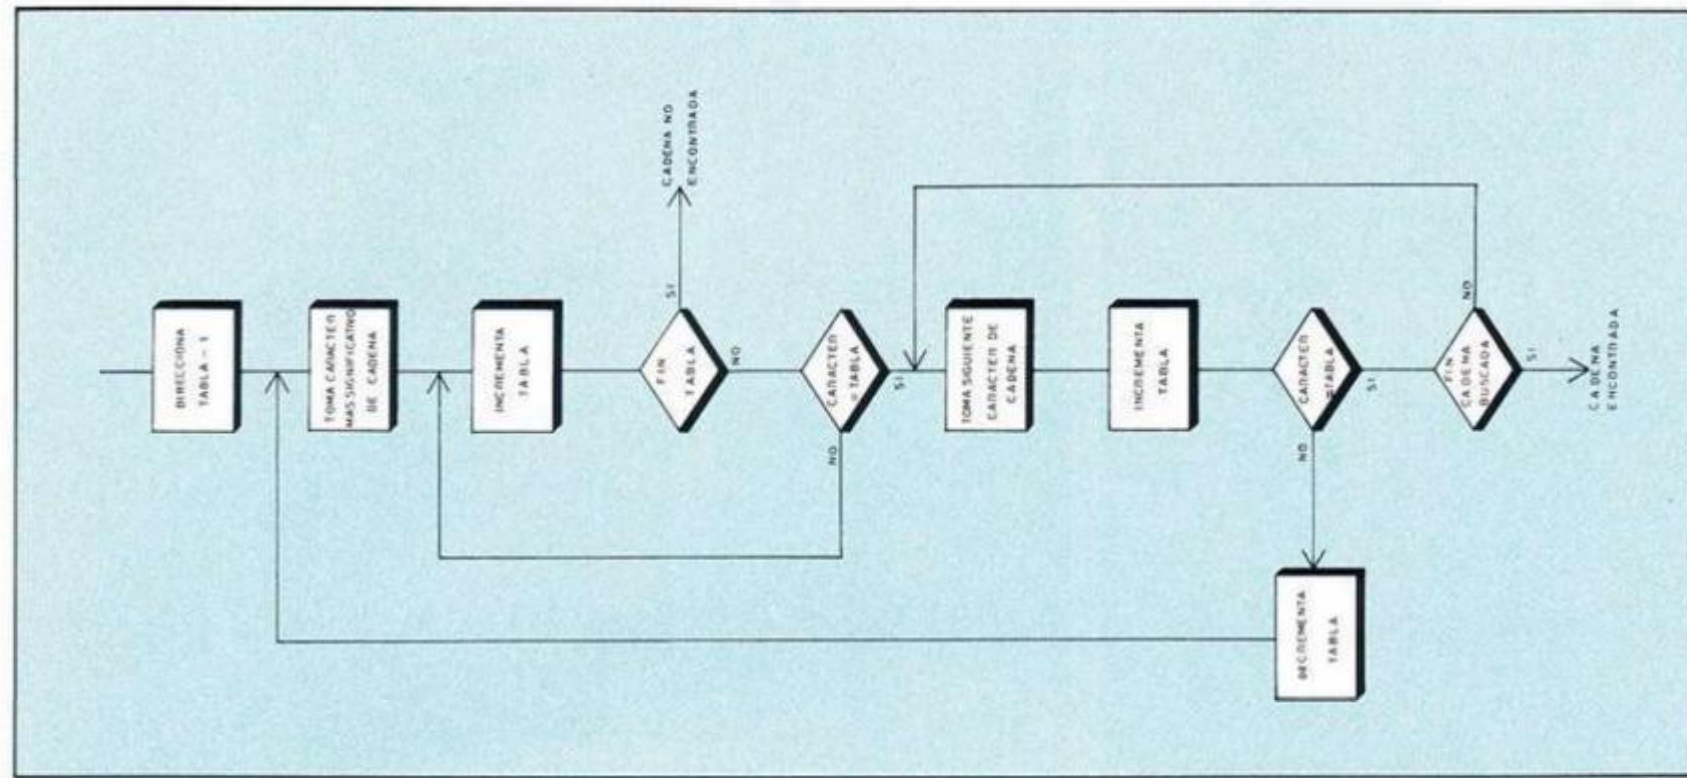 DIRECCIONA
TABLA - 1
TOMA CARACTER
MAS SIGNIFICATIVO
DE CADENA
INCREMENTA
TABLA
FIN
TABLA
SI
CADENA NO
ENCONTRADA
NO
CARACTER
= TABLA
NO
SI
TOMA SIGUIENTE
CARACTER DE
CADENA
INCREMENTA
TABLA
CARACTER
=TABLA
NO
DECREMENTA
TABLA
SI
FIN
CADENA
BUSCADA
NO
SI
CADENA
ENCONTRADA